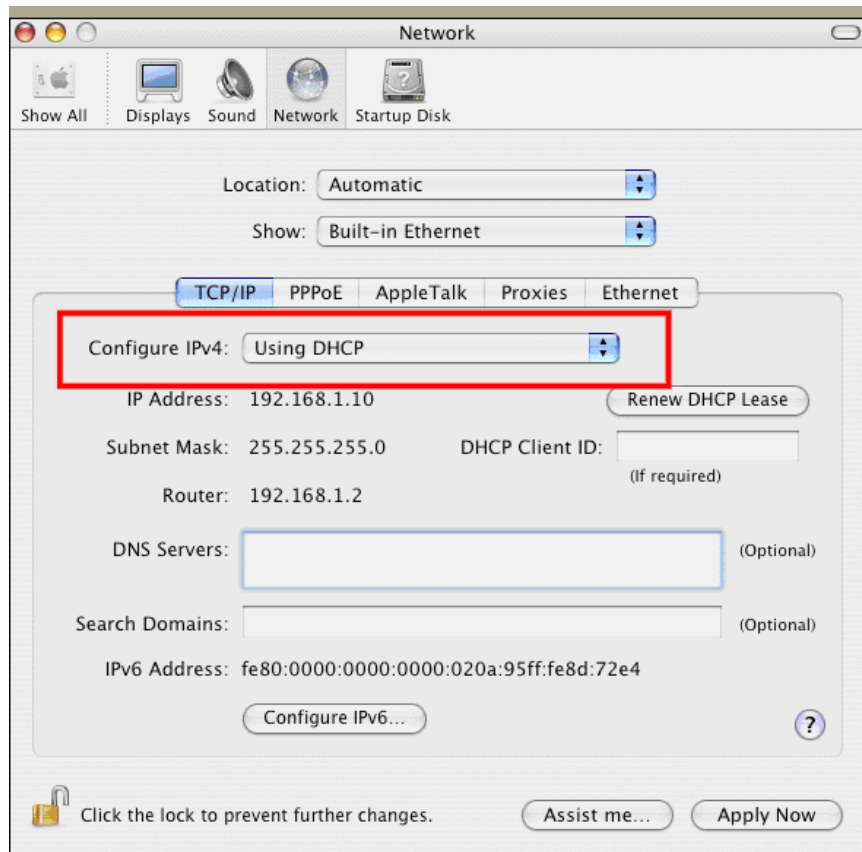 Network
Show All Displays Sound Network Startup Disk
Location: Automatic
Show: Built-in Ethernet
TCP/IP PPPoE AppleTalk Proxies Ethernet
Configure IPv4: Using DHCP
IP Address: 192.168.1.10 Renew DHCP Lease
Subnet Mask: 255.255.255.0 DHCP Client ID:
(If required)
Router: 192.168.1.2
DNS Servers: (Optional)
Search Domains: (Optional)
IPv6 Address: fe80:0000:0000:0000:020a:95ff:fe8d:72e4
Configure IPv6...
?
Click the lock to prevent further changes. Assist me... Apply Now